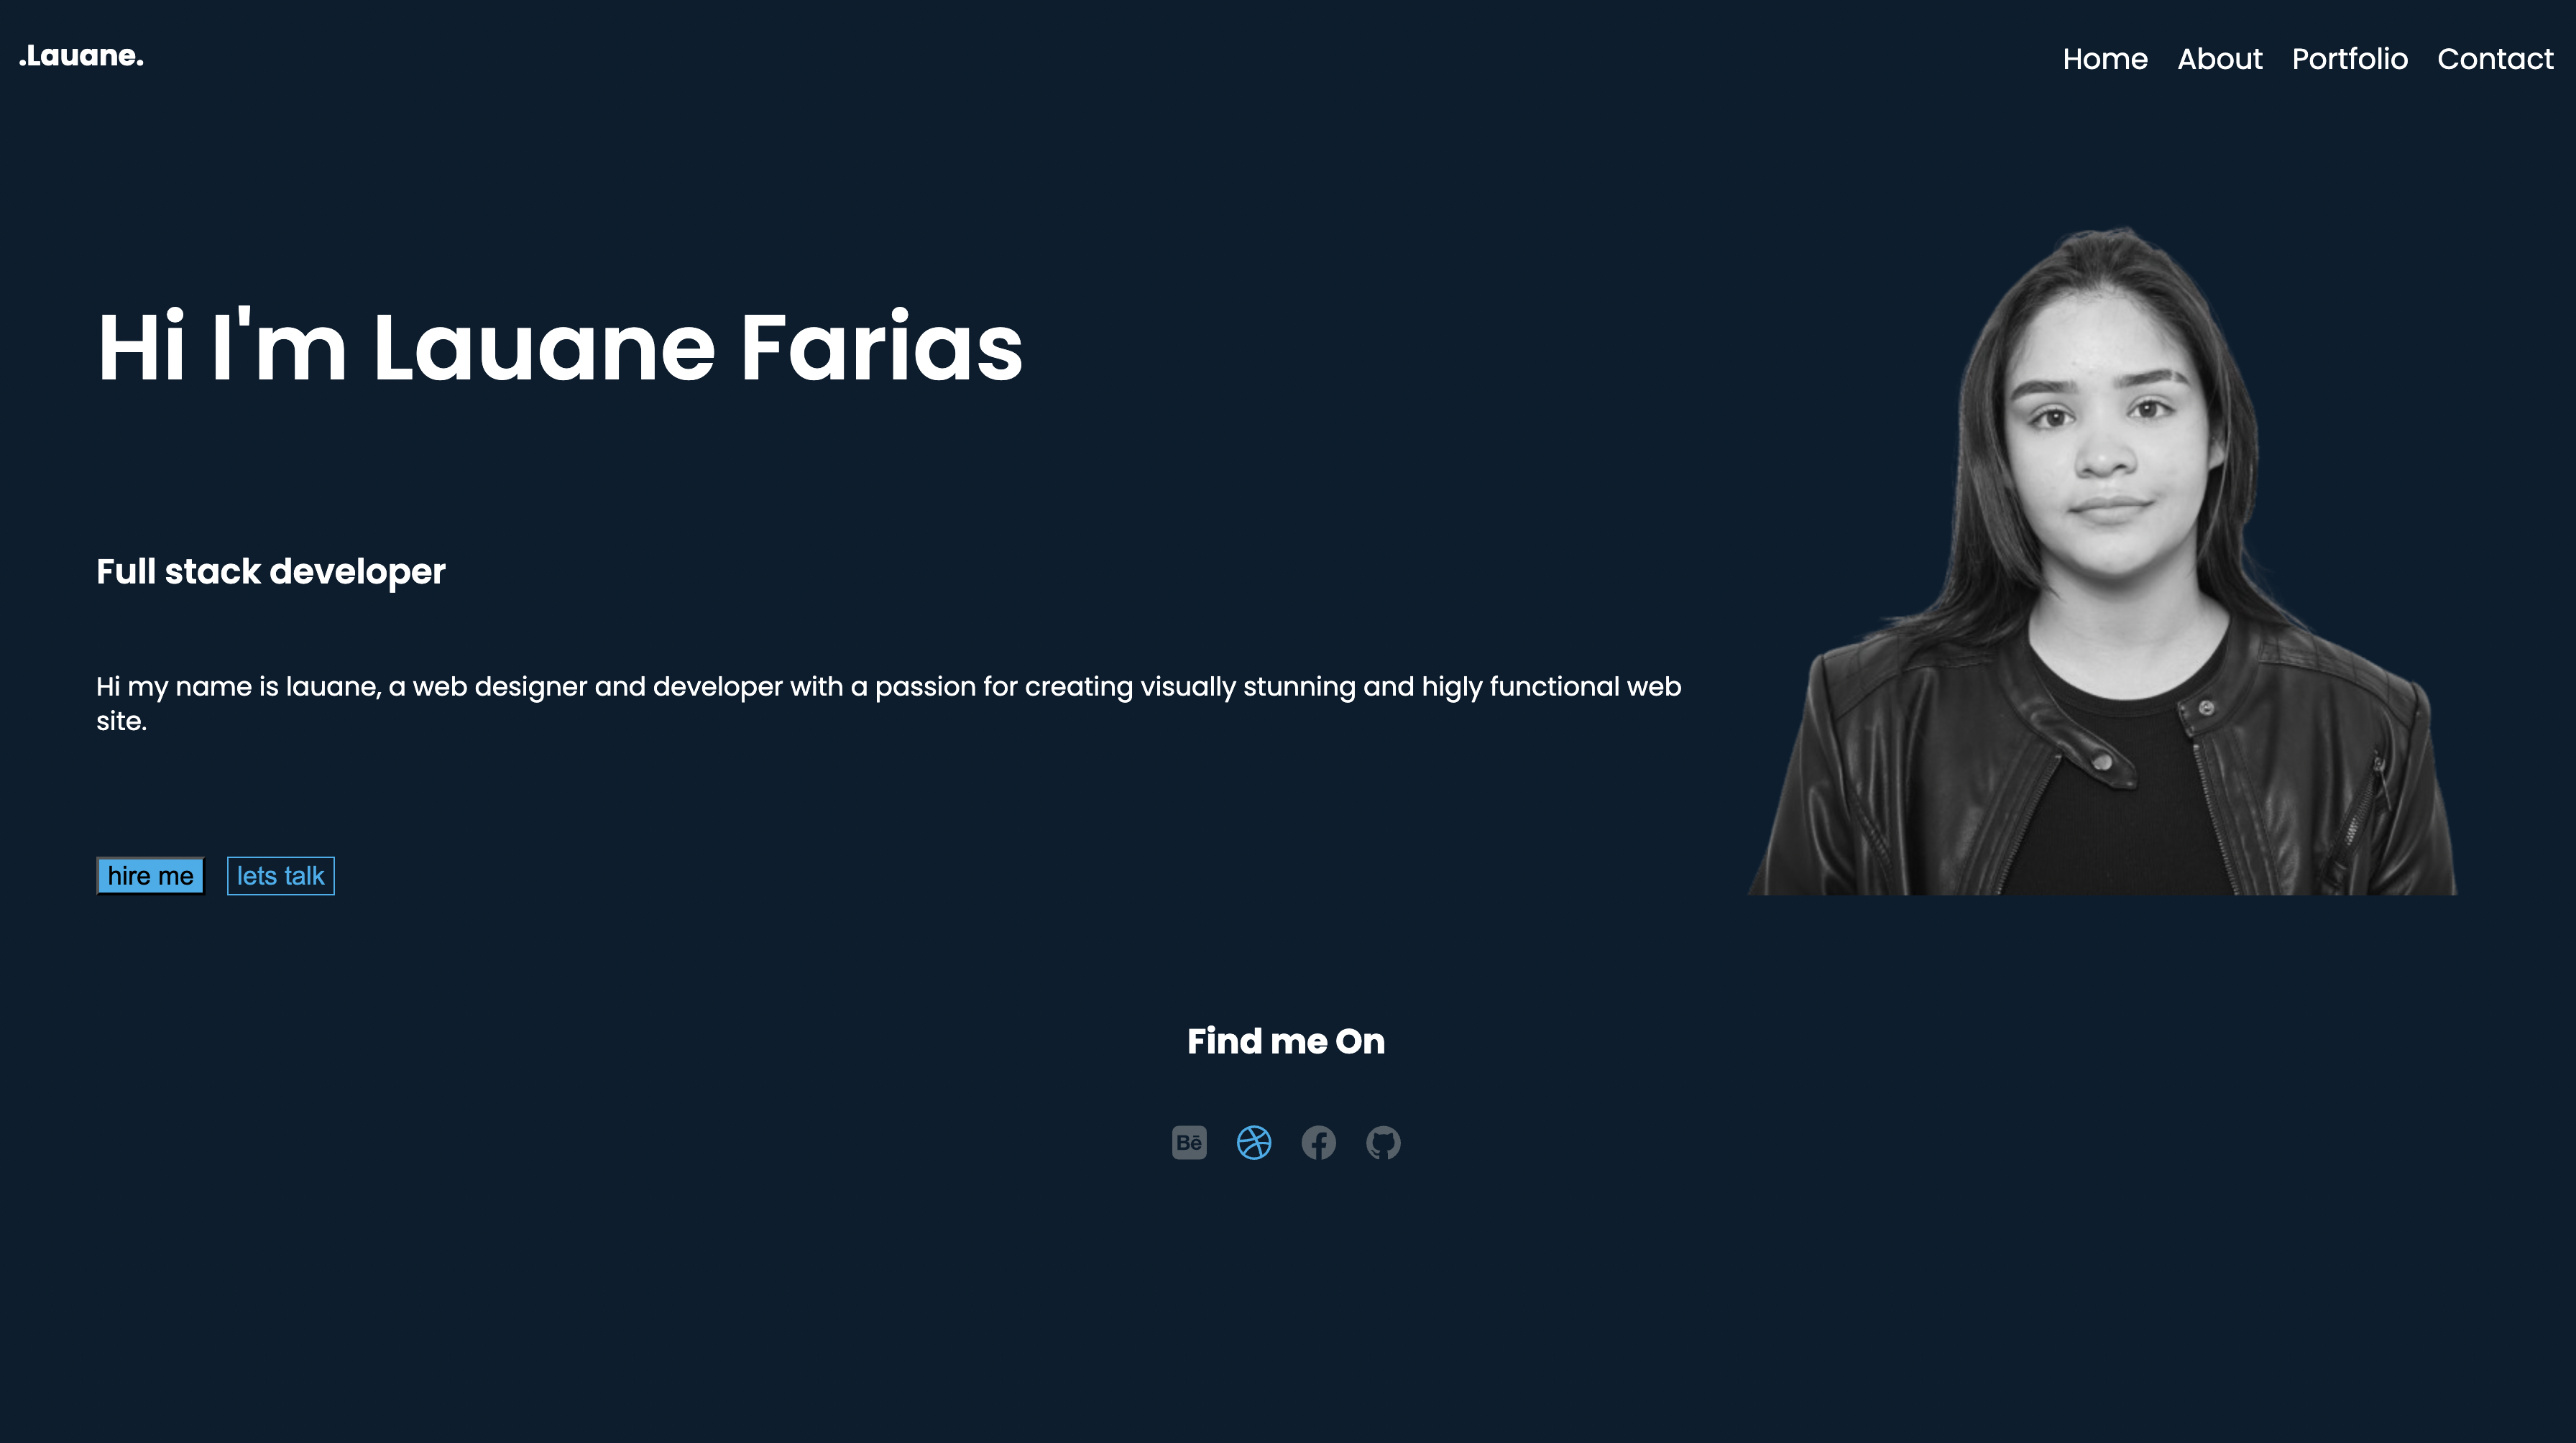 .Lauane.
Home About Portfolio Contact
Hi I'm Lauane Farias
Full stack developer
Hi my name is lauane, a web designer and developer with a passion for creating visually stunning and higly functional web
site.
hire me lets talk
Find me On
Bē